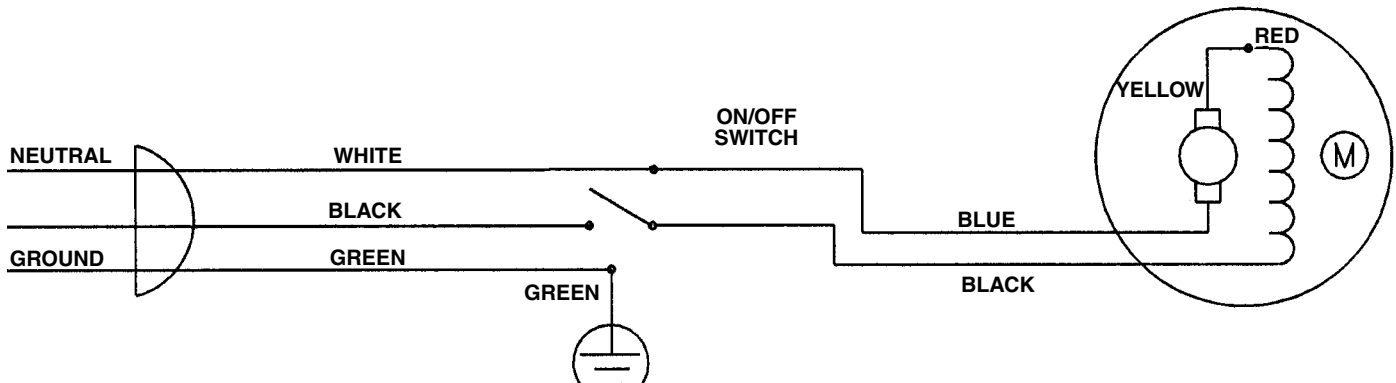 RED
YELLOW
ON/OFF
SWITCH
NEUTRAL
WHITE
M
BLACK
BLUE
GROUND
GREEN
BLACK
GREEN